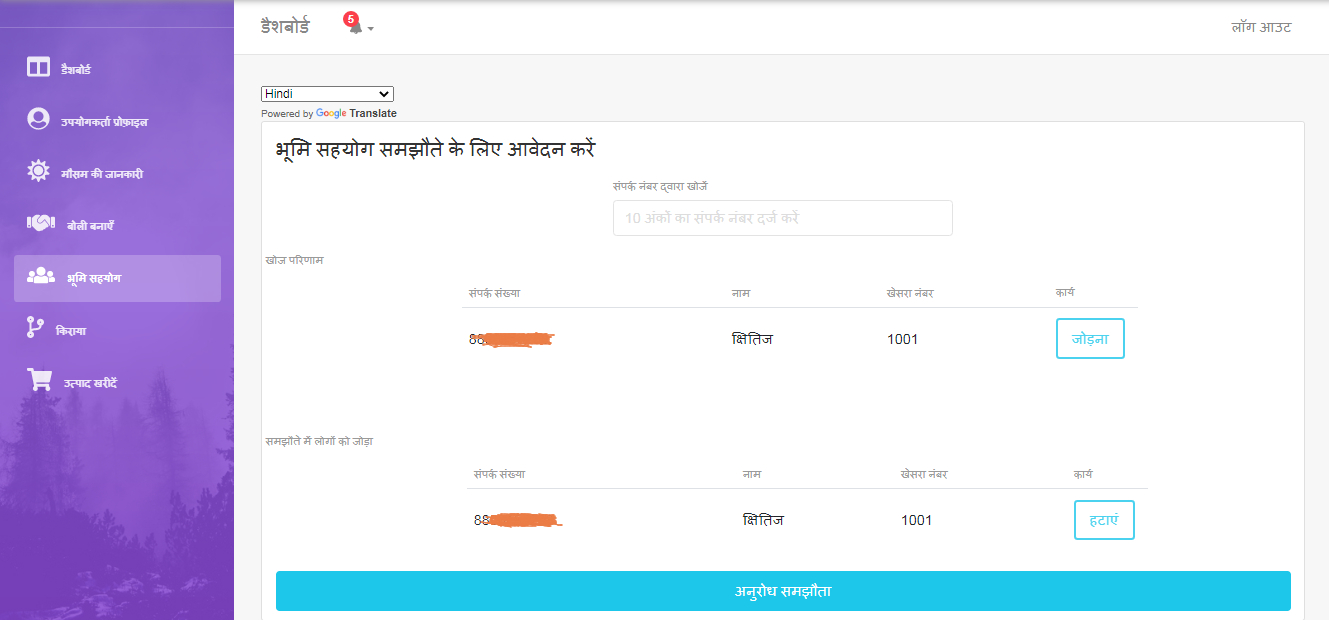 डैशबोर्ड
5
लॉग आउट
डैशबोर्ड
उपयोगकर्ता प्रोफ़ाइल
मौसम की जानकारी
बोली बनाएँ
भूमि सहयोग
किराया
उत्पाद खरीदें
Hindi
Powered by Google Translate
भूमि सहयोग समझौते के लिए आवेदन करें
संपर्क नंबर द्वारा खोजें
10 अंकों का संपर्क नंबर दर्ज करें
खोज परिणाम
संपर्क संख्या नाम खेसरा नंबर कार्य
88 क्षितिज 1001 जोड़ना
समझौते में लोगों को जोड़ा
संपर्क संख्या नाम खेसरा नंबर कार्य
88 क्षितिज 1001 हटाएं
अनुरोध समझौता